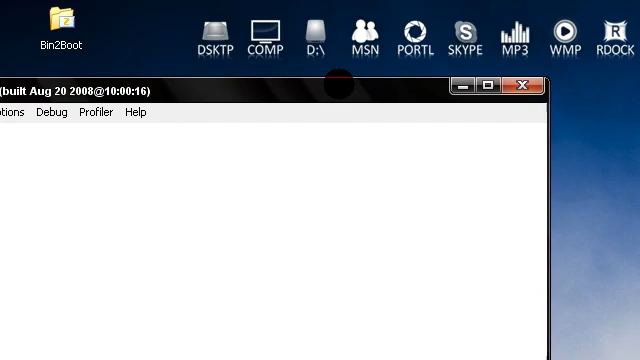 Bin2Boot
DSKTP COMP D:\ MSN PORTL SKYPE MP3 WMP RDOCK
(built Aug 20 2008@10:00:16)
tions Debug Profiler Help